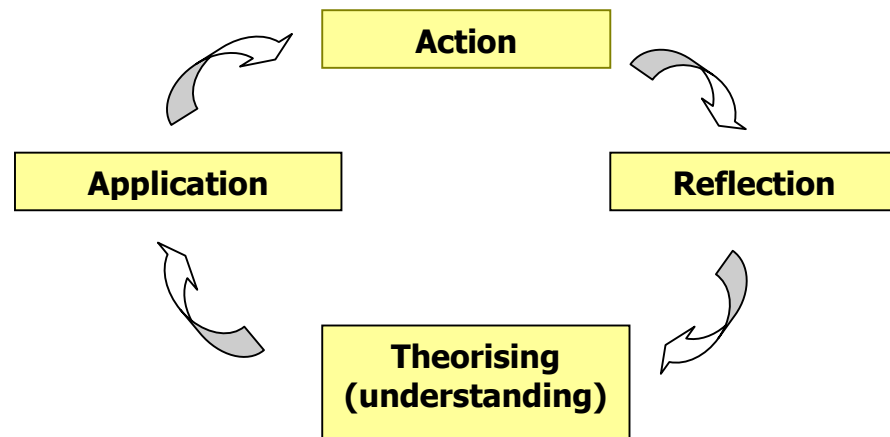 Action
Application
Reflection
Theorising
(understanding)